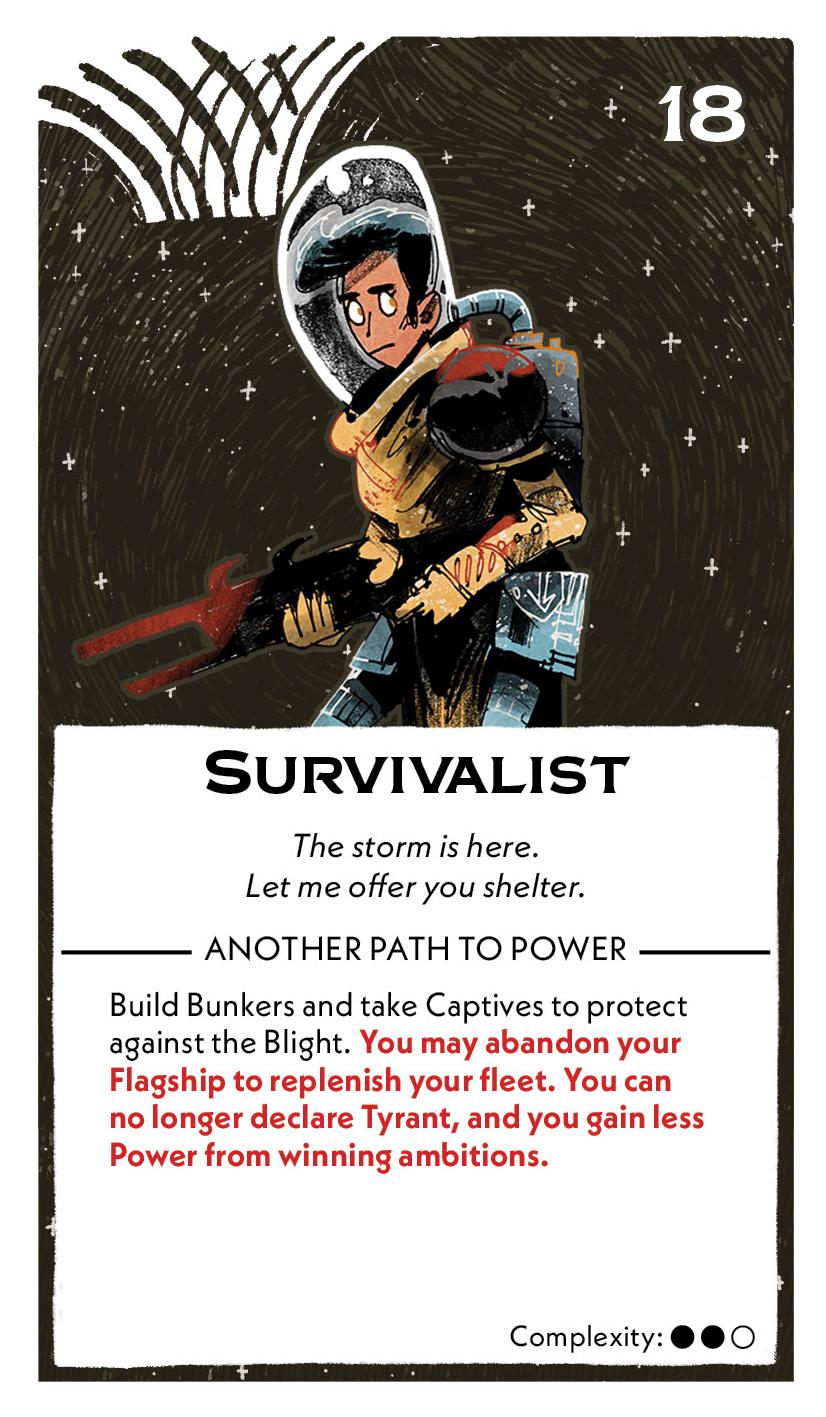 18
SURVIVALIST
The storm is here.
Let me offer you shelter.
ANOTHER PATH TO POWER
Build Bunkers and take Captives to protect
against the Blight. You may abandon your
Flagship to replenish your fleet. You can
no longer declare Tyrant, and you gain less
Power from winning ambitions.
Complexity: